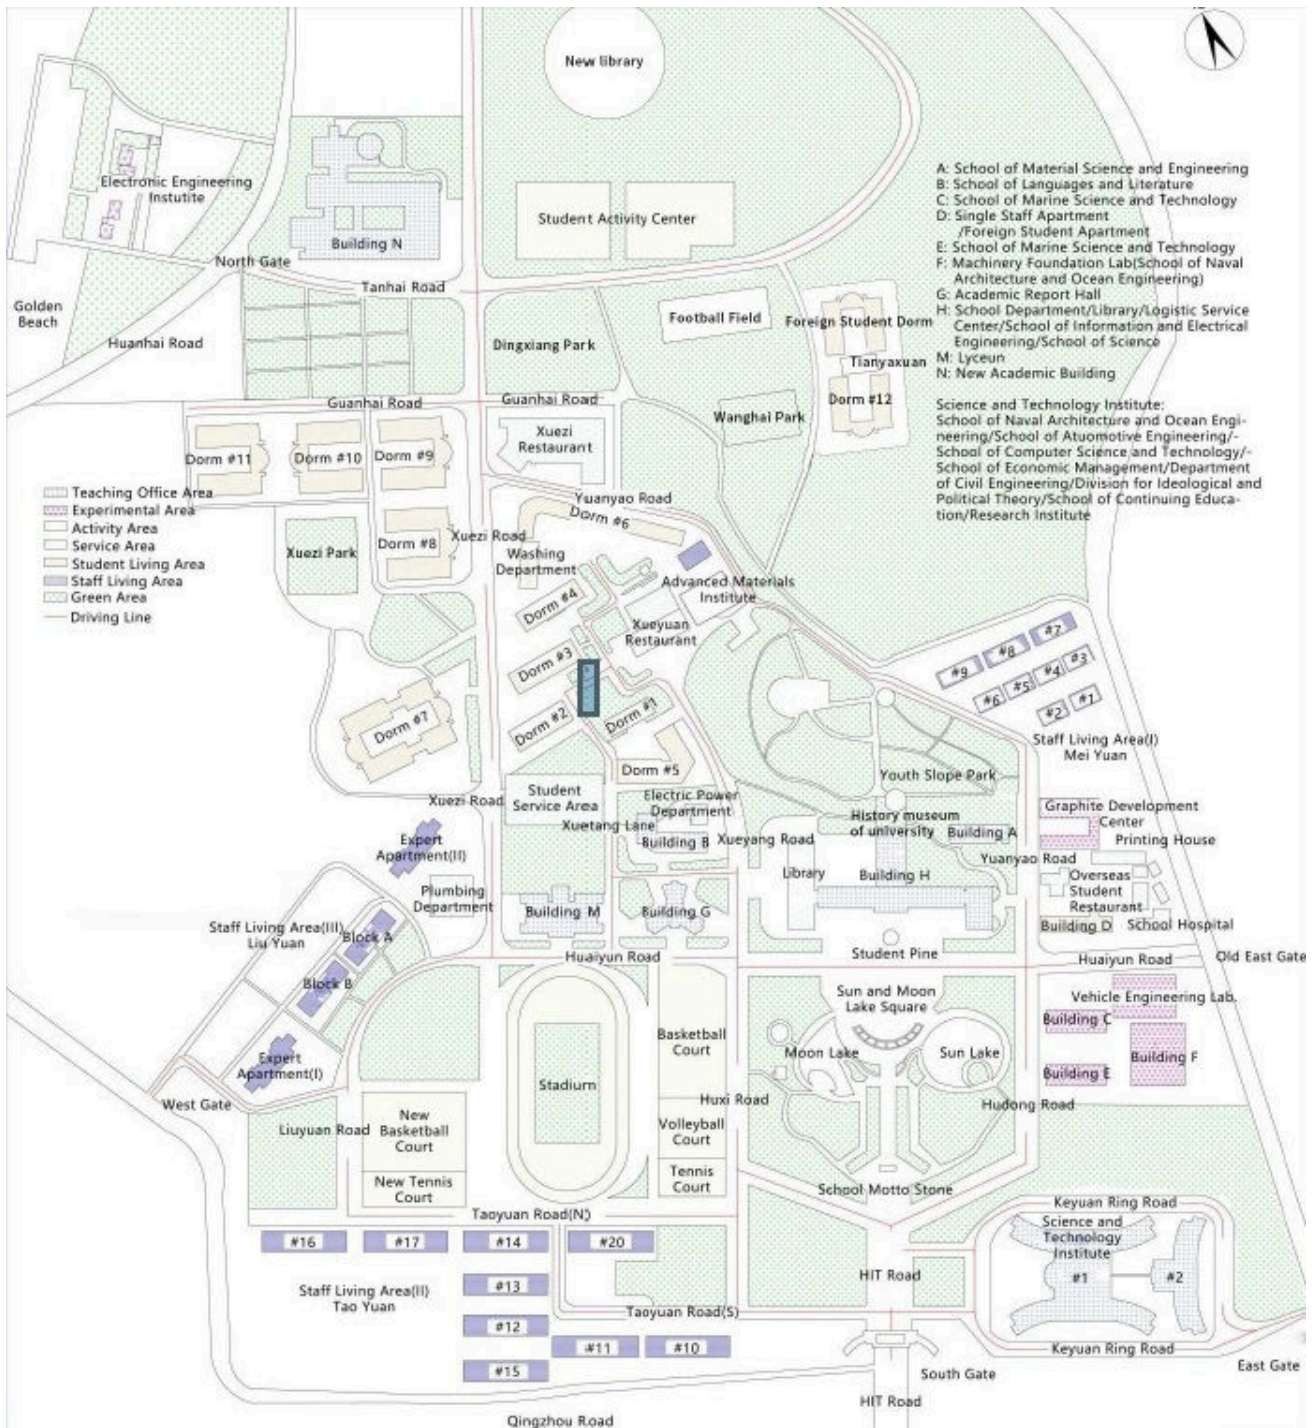 New library
Electronic Engineering
Instutite
Building N
North Gate
Student Activity Center
Tanhai Road
Golden
Beach
Huanhai Road
A: School of Material Science and Engineering
B: School of Languages and Literature
C: School of Marine Science and Technology
D: Single Staff Apartment
/Foreign Student Apartment
E: School of Marine Science and Technology
F: Machinery Foundation Lab(School of Naval
Architecture and Ocean Engineering)
G: Academic Report Hall
H: School Department/Library/Logistic Service
Center/School of Information and Electrical
Engineering/School of Science
M: Lyceun
N: New Academic Building
Science and Technology Institute:
School of Naval Architecture and Ocean Engi-
neering/School of Atuomotive Engineering/-
School of Computer Science and Technology/-
School of Economic Management/Department
of Civil Engineering/Division for Ideological and
Political Theory/School of Continuing Educa-
tion/Research Institute
Football Field
Foreign Student Dorm
Dingxiang Park
Tianyaxuan
Dorm #12
Wanghai Park
Guanhai Road
Guanhai Road
Xuezi
Restaurant
Dorm #11
Dorm #10
Dorm #9
Teaching Office Area
Experimental Area
Activity Area
Service Area
Student Living Area
Staff Living Area
Green Area
Driving Line
Yuanyao Road
Dorm #6
Xuezi Park
Dorm #8
Xuezi Road
Washing
Department
Advanced Materials
Institute
Dorm #4
Xueyuan
Restaurant
Dorm #3
Dorm #2
Dorm #1
Dorm #7
Dorm #5
#9
#8
#7
#6
#5
#4
#3
#2
#1
Staff Living Area(I)
Mei Yuan
Youth Slope Park
Student
Service Area
Xuezi Road
Electric Power
Department
Xuetang Lane
Building B
Xueyang Road
History museum
of university
Building A
Graphite Development
Center
Printing House
Yuanyao Road
Expert
Apartment(II)
Plumbing
Department
Library
Building H
Overseas
Student
Restaurant
Building M
Building G
Building D
School Hospital
Staff Living Area(III)
Liu Yuan
Block A
Block B
Huaiyun Road
Student Pine
Huaiyun Road
Old East Gate
Sun and Moon
Lake Square
Vehicle Engineering Lab.
Building C
Basketball
Court
Moon Lake
Sun Lake
Building F
Building E
Expert
Apartment(I)
Stadium
West Gate
Huxi Road
Hudong Road
Liuyuan Road
New
Basketball
Court
Volleyball
Court
New Tennis
Court
Tennis
Court
School Motto Stone
Keyuan Ring Road
Taoyuan Road(N)
Science and
Technology
Institute
#1
#2
#16
#17
#14
#20
Staff Living Area(II)
Tao Yuan
#13
HIT Road
Taoyuan Road(S)
#12
#11
#10
Keyuan Ring Road
#15
South Gate
East Gate
HIT Road
Qingzhou Road